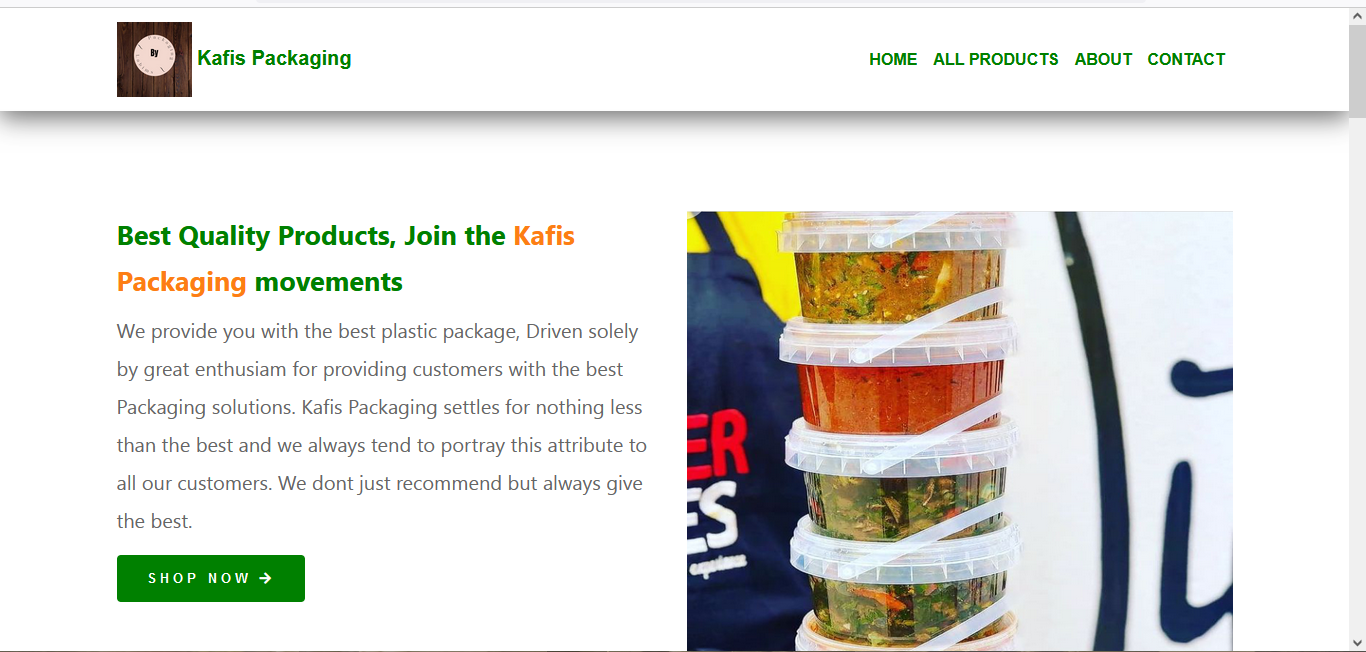 By
Kafis Packaging
HOME ALL PRODUCTS ABOUT CONTACT
Best Quality Products, Join the Kafis
Packaging movements
We provide you with the best plastic package, Driven solely
by great enthusiam for providing customers with the best
Packaging solutions. Kafis Packaging settles for nothing less
than the best and we always tend to portray this attribute to
all our customers. We dont just recommend but always give
the best.
SHOP NOW →
ER
ES